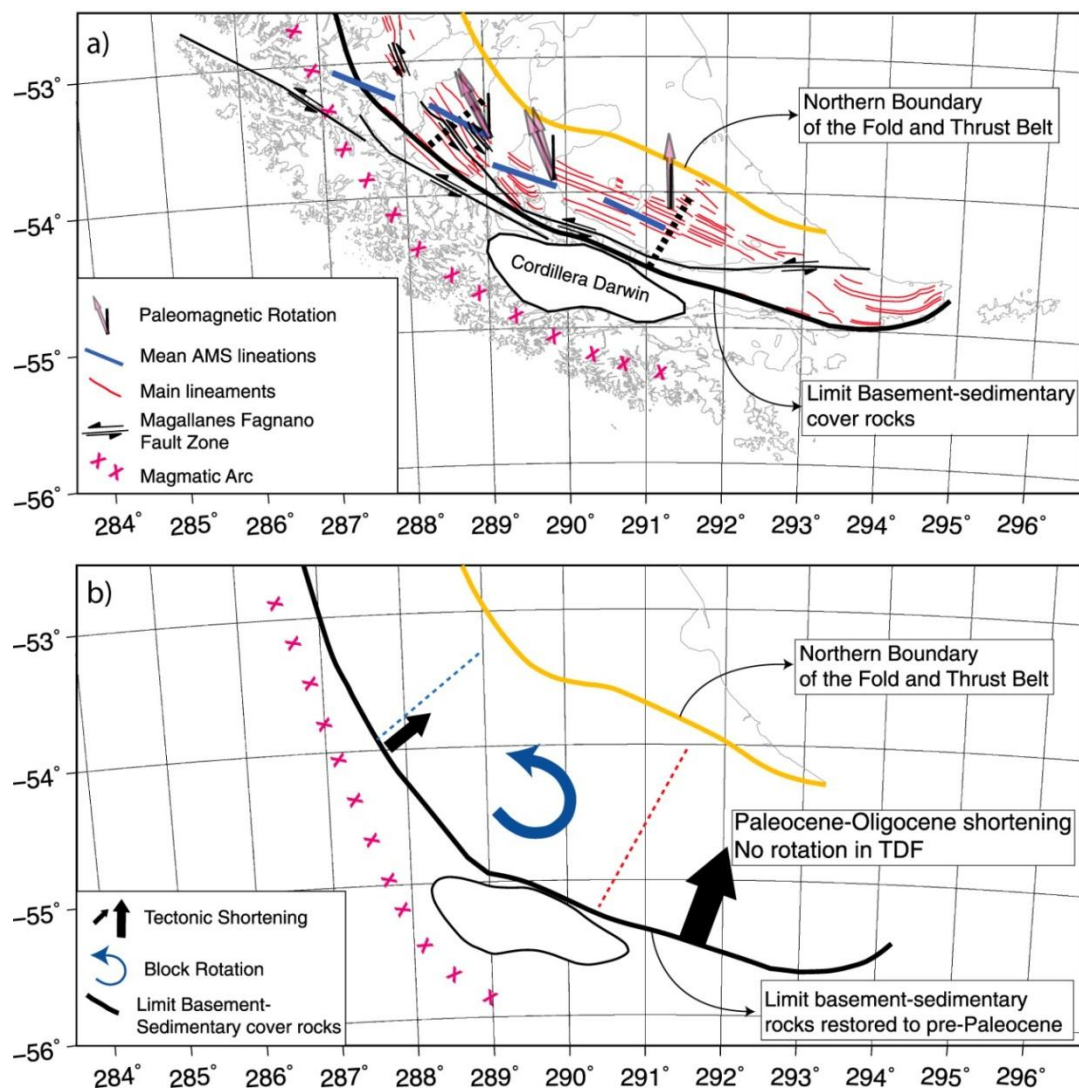 a)
−53°
−54°
−55°
−56°
Northern Boundary
of the Fold and Thrust Belt
Cordillera Darwin
Limit Basement-sedimentary
cover rocks
Paleomagnetic Rotation
Mean AMS lineations
Main lineaments
Magallanes Fagnano
Fault Zone
Magmatic Arc
284° 285° 286° 287° 288° 289° 290° 291° 292° 293° 294° 295° 296°
b)
−53°
−54°
−55°
−56°
Northern Boundary
of the Fold and Thrust Belt
Paleocene-Oligocene shortening
No rotation in TDF
Tectonic Shortening
Block Rotation
Limit Basement-
Sedimentary cover rocks
Limit basement-sedimentary
rocks restored to pre-Paleocene
284° 285° 286° 287° 288° 289° 290° 291° 292° 293° 294° 295° 296°